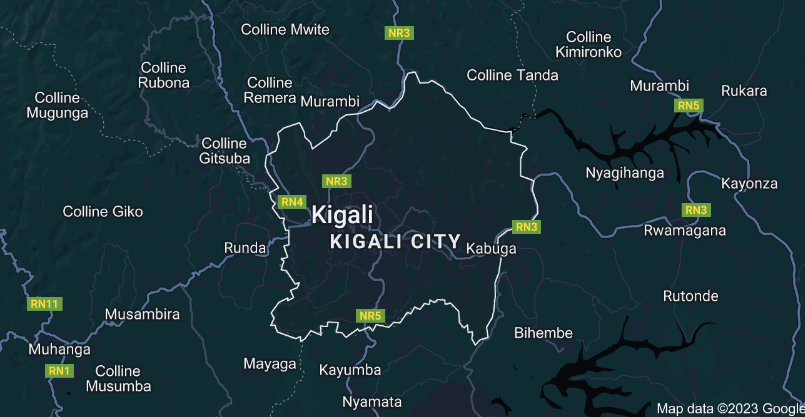 Colline Mwite
NR3
Colline
Kimironko
Colline
Rubona
Colline Tanda
Colline
Remera
Murambi
Murambi
Rukara
Colline
Mugunga
RN5
Colline
Gitsuba
Nyagihanga
NR3
Kayonza
RN4
Colline Giko
Kigali
RN3
RN3
Rwamagana
KIGALI CITY
Runda
Kabuga
Rutonde
RN11
Musambira
NR5
Bihembe
Muhanga
Mayaga
Kayumba
RN1
Colline
Musumba
Nyamata
Map data ©2023 Google